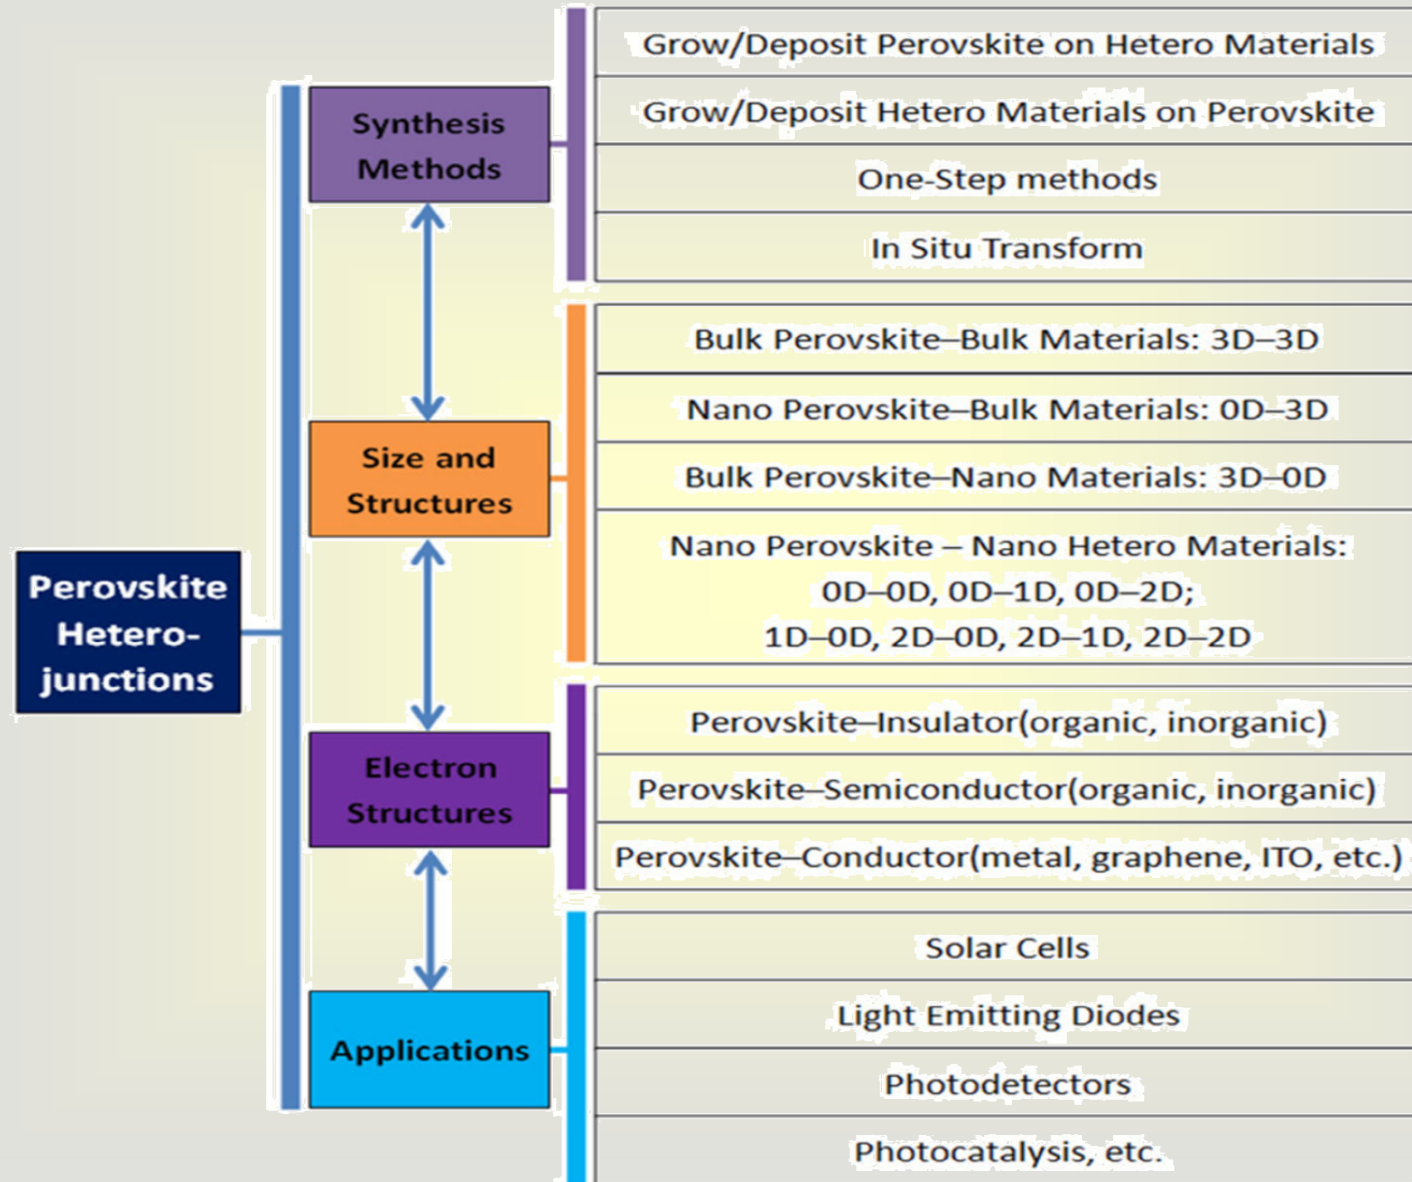 Perovskite
Hetero-
junctions
Synthesis
Methods
Grow/Deposit Perovskite on Hetero Materials
Grow/Deposit Hetero Materials on Perovskite
One-Step methods
In Situ Transform
Size and
Structures
Bulk Perovskite–Bulk Materials: 3D–3D
Nano Perovskite–Bulk Materials: 0D–3D
Bulk Perovskite–Nano Materials: 3D–0D
Nano Perovskite – Nano Hetero Materials:
0D–0D, 0D–1D, 0D–2D;
1D–0D, 2D–0D, 2D–1D, 2D–2D
Electron
Structures
Perovskite–Insulator(organic, inorganic)
Perovskite–Semiconductor(organic, inorganic)
Perovskite–Conductor(metal, graphene, ITO, etc.)
Applications
Solar Cells
Light Emitting Diodes
Photodetectors
Photocatalysis, etc.